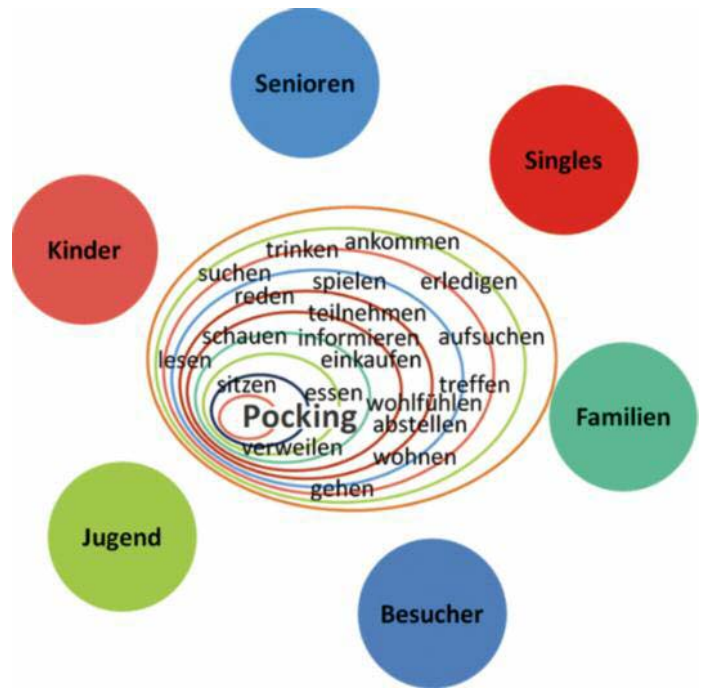 Senioren
Singles
Kinder
ankommen
trinken
suchen
spielen
erledigen
reden
teilnehmen
schauen
informieren
aufsuchen
lesen
einkaufen
sitzen
essen
treffen
wohlfühlen
Pocking
abstellen
verweilen
wohnen
gehen
Familien
Jugend
Besucher